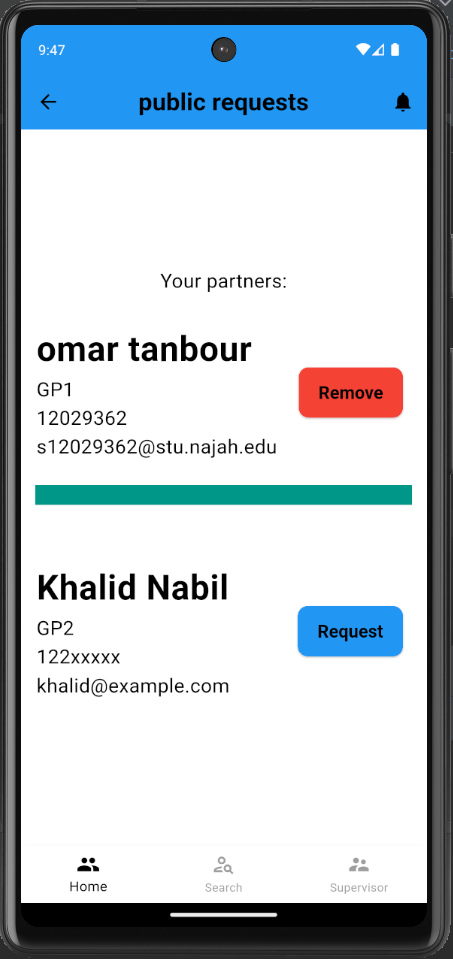 9:47
public requests
Your partners:
omar tanbour
GP1
12029362
s12029362@stu.najah.edu
Remove
Khalid Nabil
GP2
122xxxxx
khalid@example.com
Request
Home
Search
Supervisor